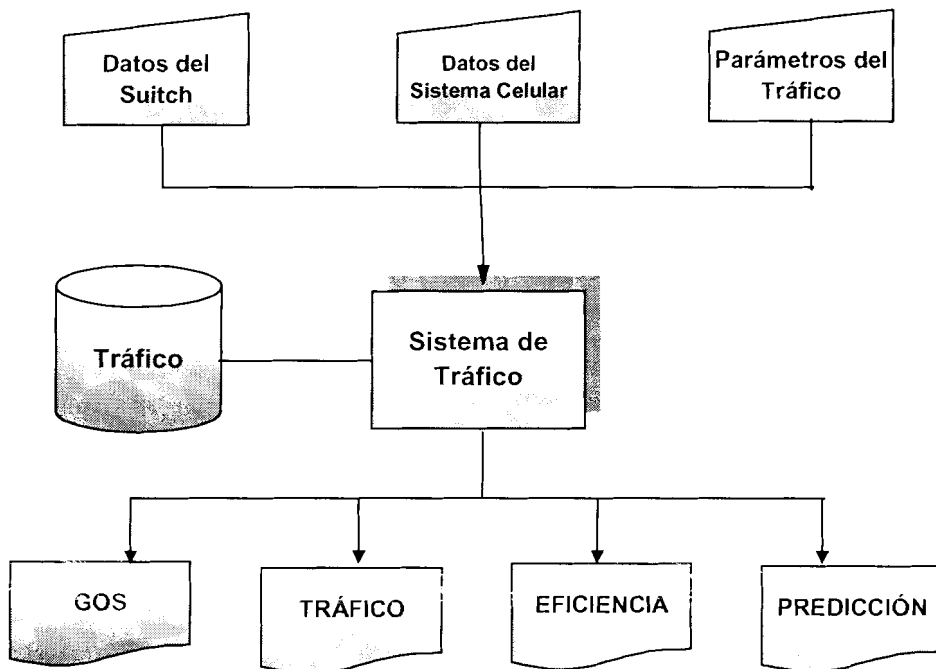 Datos del
Suitch
Datos del
Sistema Celular
Parámetros del
Tráfico
Tráfico
Sistema de
Tráfico
GOS
TRÁFICO
EFICIENCIA
PREDICCIÓN